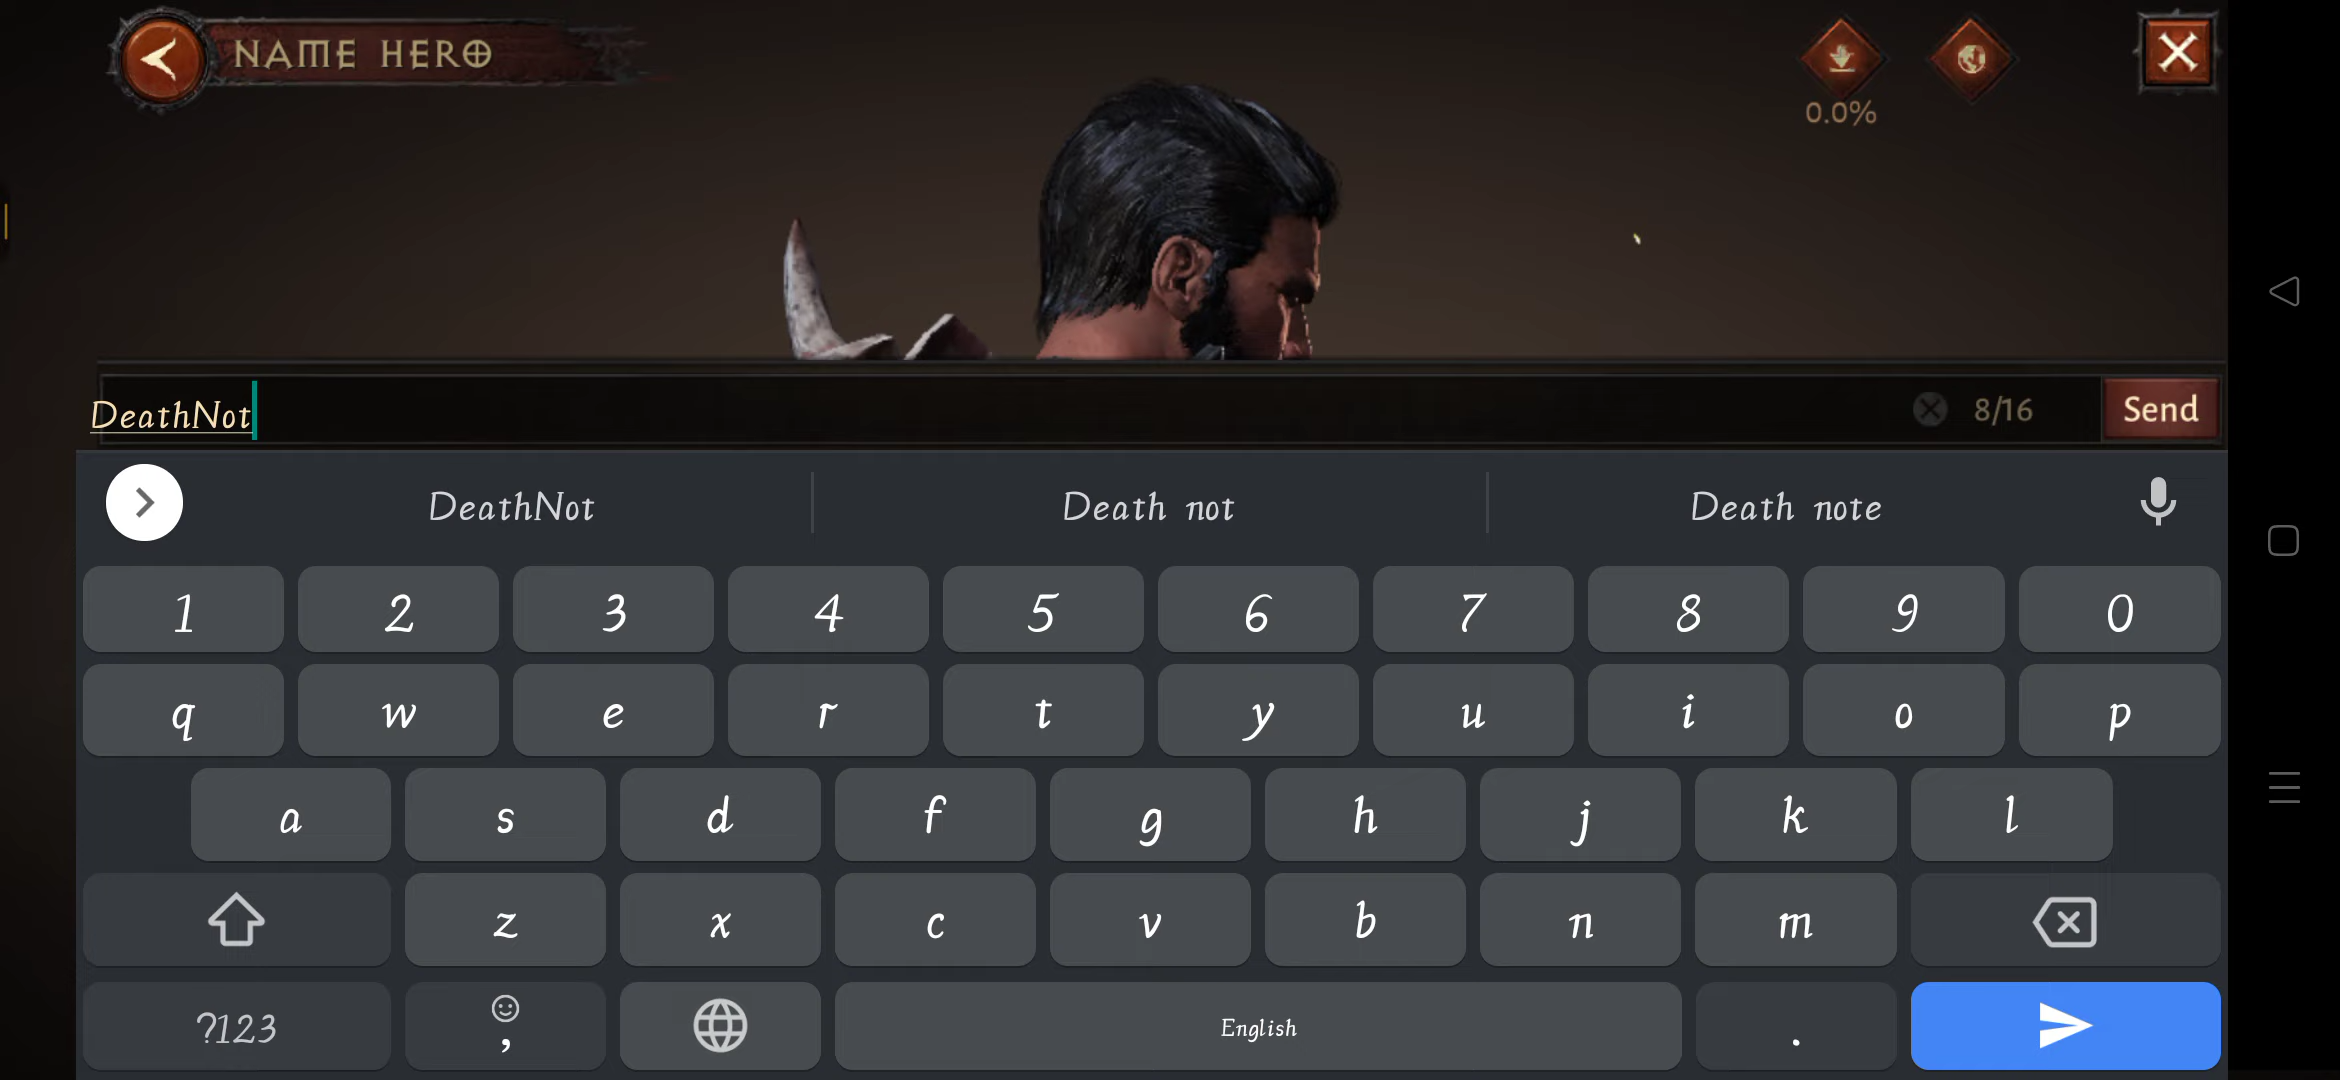 NAME HERO
0.0%
DeathNot
8/16
Send
DeathNot
Death not
Death note
1 2 3 4 5 6 7 8 9 0
q w e r t y u i o p
a s d f g h j k l
z x c v b n m
?123
,
English
.